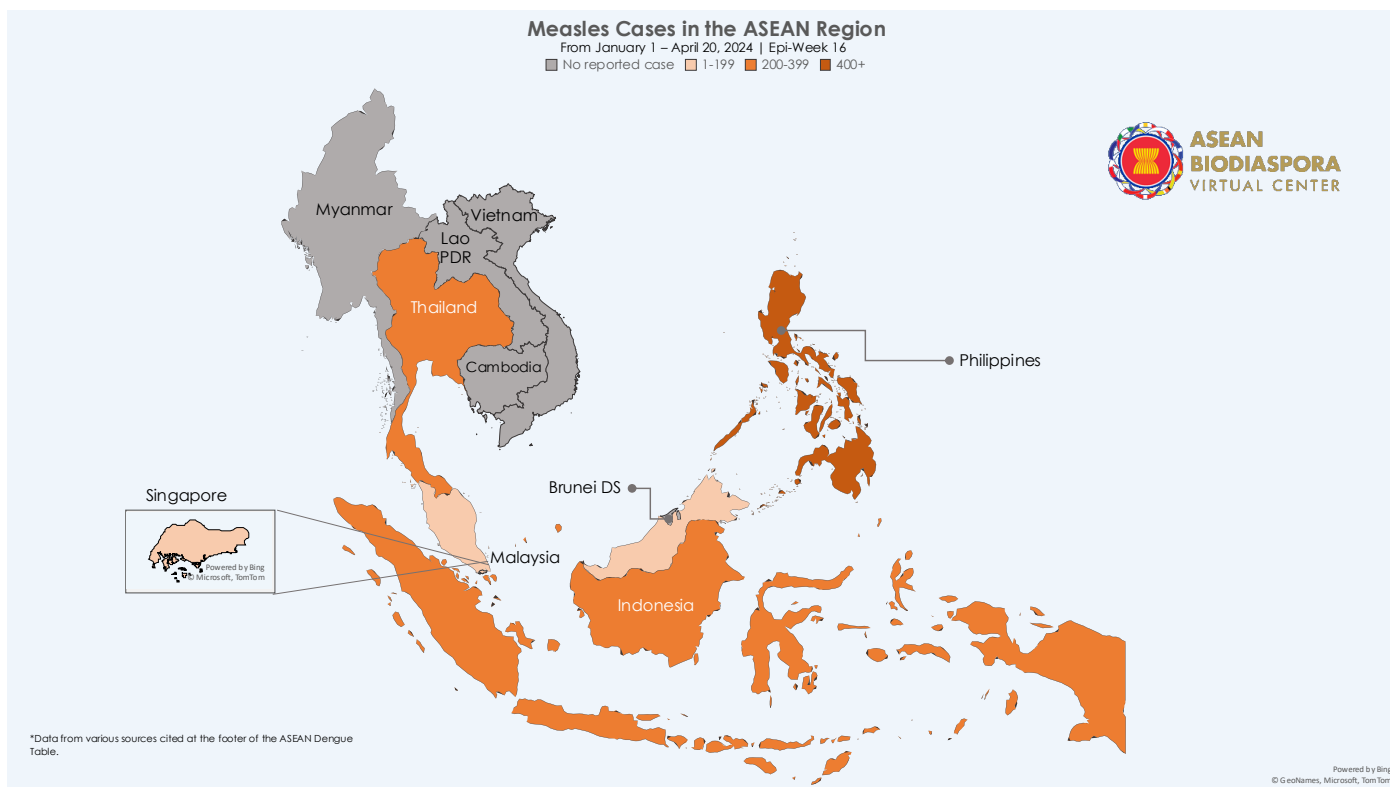 Measles Cases in the ASEAN Region
From January 1 – April 20, 2024 | Epi-Week 16
No reported case 1-199 200-399 400+
ASEAN
BIODIASPORA
VIRTUAL CENTER
Myanmar
Vietnam
Lao
PDR
Thailand
Cambodia
Philippines
Brunei DS
Singapore
Powered by Bing
© Microsoft, TomTom
Malaysia
Indonesia
*Data from various sources cited at the footer of the ASEAN Dengue
Table.
Powered by Bing
© GeoNames, Microsoft, TomTom